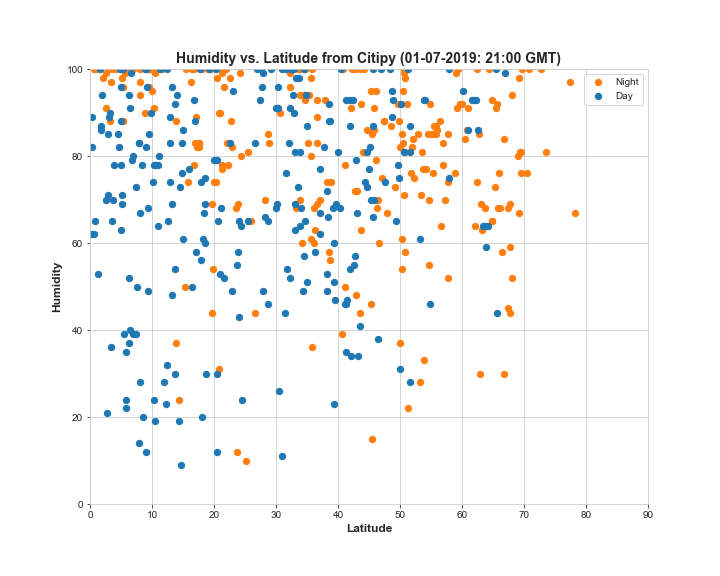 Humidity vs. Latitude from Citipy (01-07-2019: 21:00 GMT)
Night
Day
100
80
60
40
20
0
Humidity
0 10 20 30 40 50 60 70 80 90
Latitude